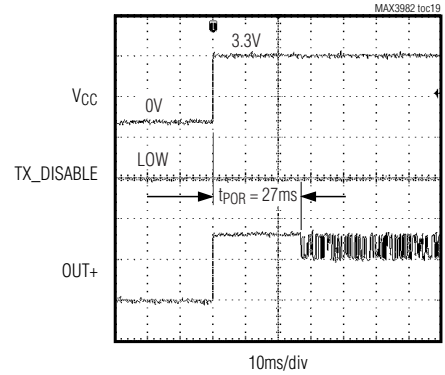 MAX3982 toc19
3.3V
VCC
0V
LOW
TX_DISABLE
tPOR = 27ms
OUT+
10ms/div